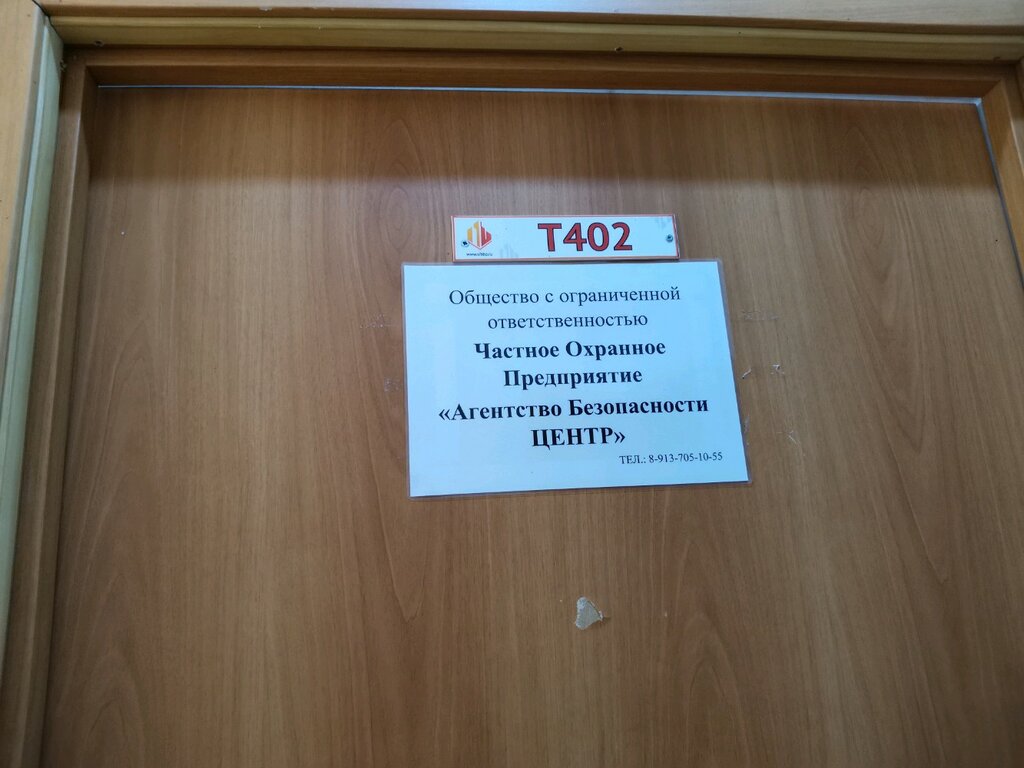 Т402
Общество с ограниченной
ответственностью
Частное Охранное
Предприятие
«Агентство Безопасности
ЦЕНТР»
ТЕЛ.: 8-913-705-10-55